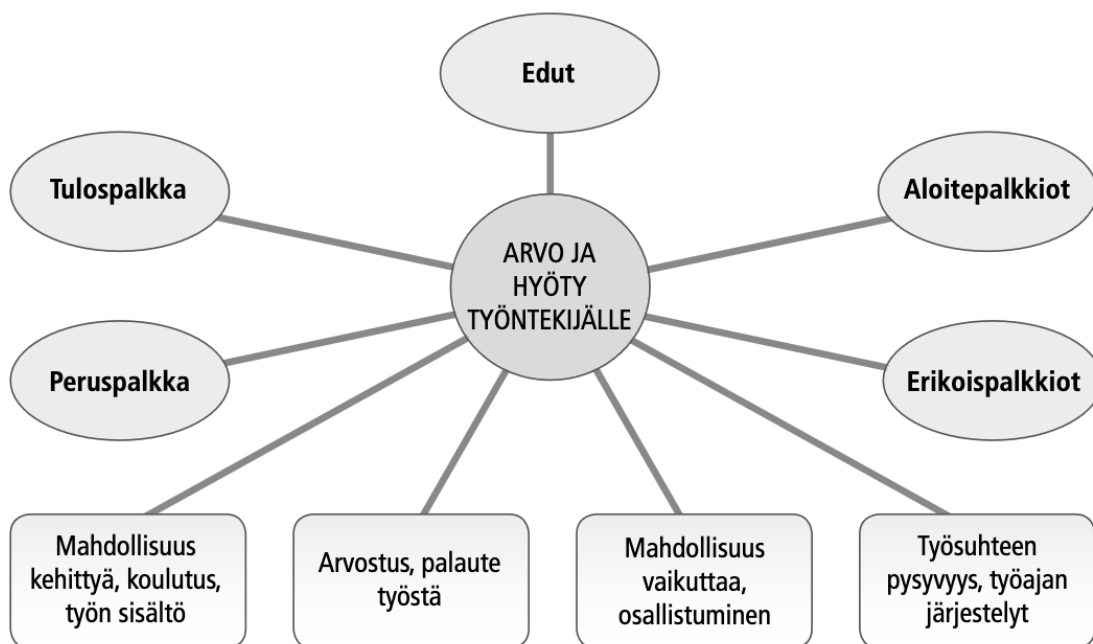 Edut
Tulospalkka
Aloitepalkkiot
ARVO JA
HYÖTY
TYÖNTEKIJÄLLE
Peruspalkka
Erikoispalkkiot
Mahdollisuus
kehittyä, koulutus,
työn sisältö
Arvostus, palaute
työstä
Mahdollisuus
vaikuttaa,
osallistuminen
Työsuhteen
pysyvyys, työajan
järjestelyt